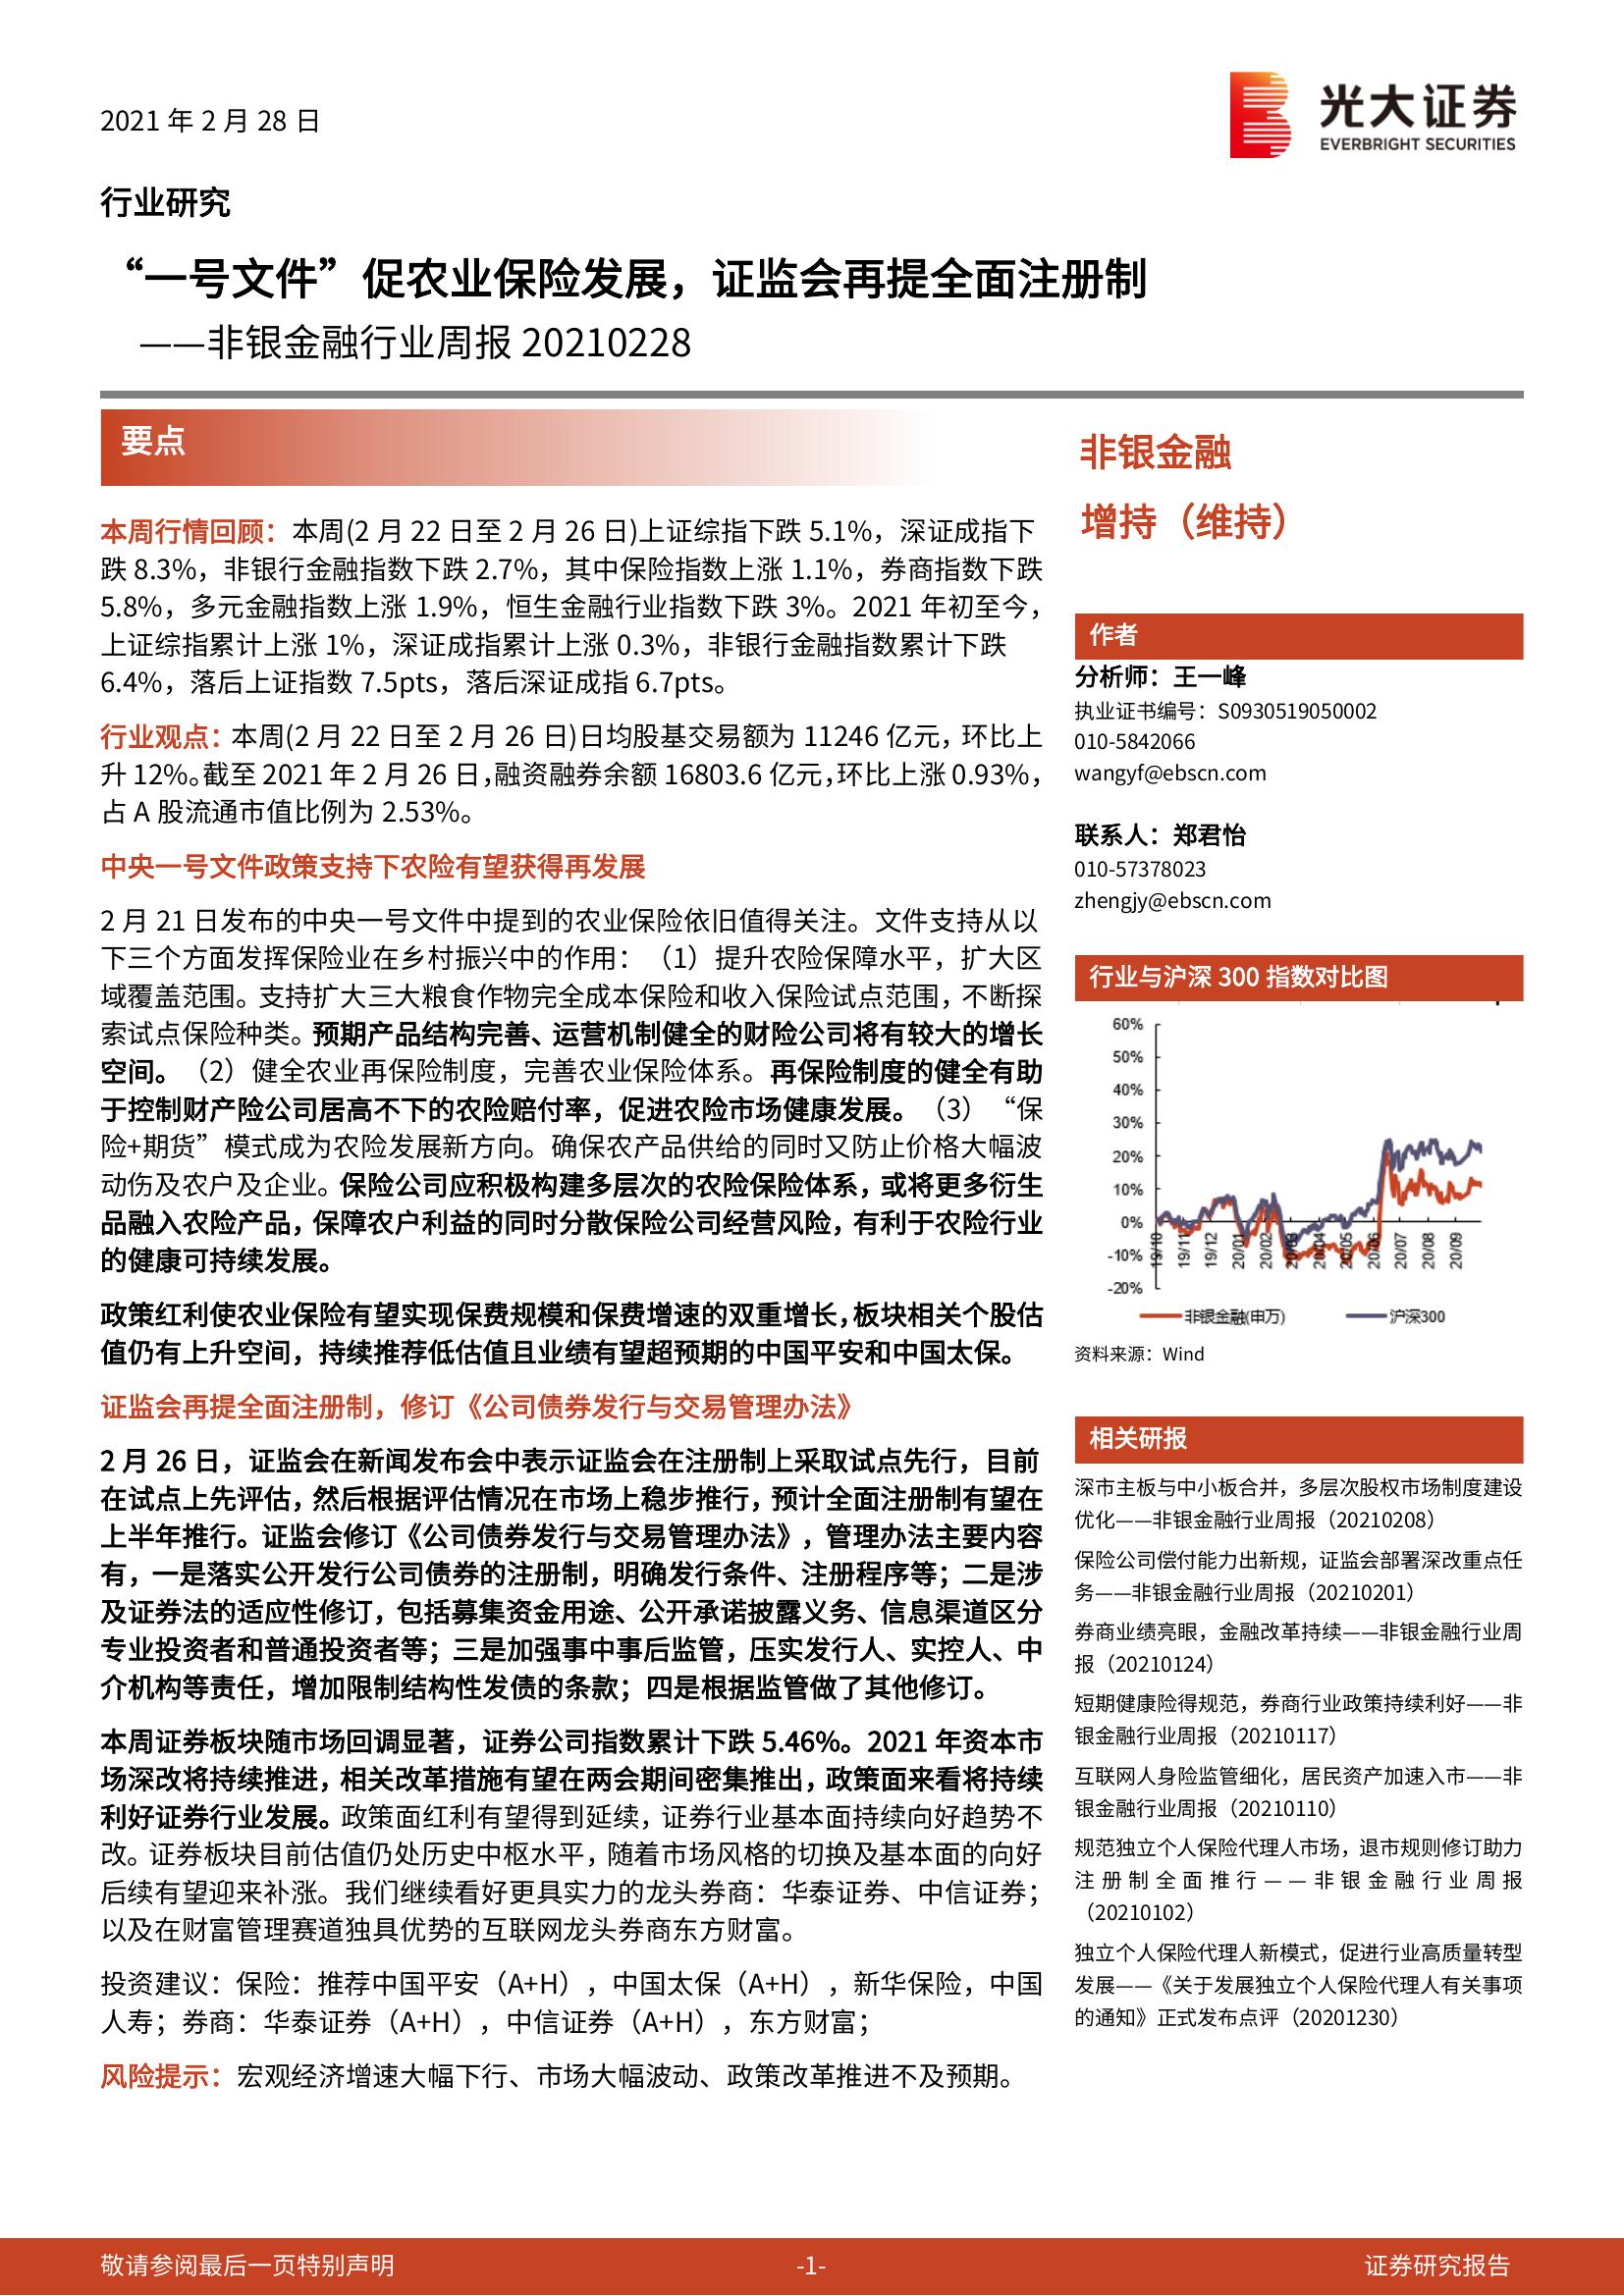 2021 年 2 月 28 日
光大证券
EVERBRIGHT SECURITIES
行业研究
“一号文件”促农业保险发展，证监会再提全面注册制
——非银金融行业周报 20210228
要点
本周行情回顾：本周(2 月 22 日至 2 月 26 日)上证综指下跌 5.1%，深证成指下
跌 8.3%，非银行金融指数下跌 2.7%，其中保险指数上涨 1.1%，券商指数下跌
5.8%，多元金融指数上涨 1.9%，恒生金融行业指数下跌 3%。2021 年初至今，
上证综指累计上涨 1%，深证成指累计上涨 0.3%，非银行金融指数累计下跌
6.4%，落后上证指数 7.5pts，落后深证成指 6.7pts。
行业观点：本周(2 月 22 日至 2 月 26 日)日均股基交易额为 11246 亿元，环比上
升 12%。截至 2021 年 2 月 26 日，融资融券余额 16803.6 亿元，环比上涨 0.93%，
占 A 股流通市值比例为 2.53%。
中央一号文件政策支持下农险有望获得再发展
2 月 21 日发布的中央一号文件中提到的农业保险依旧值得关注。文件支持从以
下三个方面发挥保险业在乡村振兴中的作用：（1）提升农险保障水平，扩大区
域覆盖范围。支持扩大三大粮食作物完全成本保险和收入保险试点范围，不断探
索试点保险种类。预期产品结构完善、运营机制健全的财险公司将有较大的增长
空间。（2）健全农业再保险制度，完善农业保险体系。再保险制度的健全有助
于控制财产险公司居高不下的农险赔付率，促进农险市场健康发展。（3）“保
险+期货”模式成为农险发展新方向。确保农产品供给的同时又防止价格大幅波
动伤及农户及企业。保险公司应积极构建多层次的农险保险体系，或将更多衍生
品融入农险产品，保障农户利益的同时分散保险公司经营风险，有利于农险行业
的健康可持续发展。
政策红利使农业保险有望实现保费规模和保费增速的双重增长，板块相关个股估
值仍有上升空间，持续推荐低估值且业绩有望超预期的中国平安和中国太保。
证监会再提全面注册制，修订《公司债券发行与交易管理办法》
2 月 26 日，证监会在新闻发布会中表示证监会在注册制上采取试点先行，目前
在试点上先评估，然后根据评估情况在市场上稳步推行，预计全面注册制有望在
上半年推行。证监会修订《公司债券发行与交易管理办法》，管理办法主要内容
有，一是落实公开发行公司债券的注册制，明确发行条件、注册程序等；二是涉
及证券法的适应性修订，包括募集资金用途、公开承诺披露义务、信息渠道区分
专业投资者和普通投资者等；三是加强事中事后监管，压实发行人、实控人、中
介机构等责任，增加限制结构性发债的条款；四是根据监管做了其他修订。
本周证券板块随市场回调显著，证券公司指数累计下跌 5.46%。2021 年资本市
场深改将持续推进，相关改革措施有望在两会期间密集推出，政策面来看将持续
利好证券行业发展。政策面红利有望得到延续，证券行业基本面持续向好趋势不
改。证券板块目前估值仍处历史中枢水平，随着市场风格的切换及基本面的向好
后续有望迎来补涨。我们继续看好更具实力的龙头券商：华泰证券、中信证券；
以及在财富管理赛道独具优势的互联网龙头券商东方财富。
投资建议：保险：推荐中国平安（A+H），中国太保（A+H），新华保险，中国
人寿；券商：华泰证券（A+H），中信证券（A+H），东方财富；
风险提示：宏观经济增速大幅下行、市场大幅波动、政策改革推进不及预期。
非银金融
增持（维持）
作者
分析师：王一峰
执业证书编号：S0930519050002
010-5842066
wangyf@ebscn.com
联系人：郑君怡
010-57378023
zhengjy@ebscn.com
行业与沪深 300 指数对比图
60%
50%
40%
30%
20%
10%
0%
-10%
-20%
19/10 19/11 19/12 20/01 20/02 20/03 20/04 20/05 20/06 20/07 20/08 20/09
非银金融(申万) 沪深300
资料来源：Wind
相关研报
深市主板与中小板合并，多层次股权市场制度建设
优化——非银金融行业周报（20210208）
保险公司偿付能力出新规，证监会部署深改重点任
务——非银金融行业周报（20210201）
券商业绩亮眼，金融改革持续——非银金融行业周
报（20210124）
短期健康险得规范，券商行业政策持续利好——非
银金融行业周报（20210117）
互联网人身险监管细化，居民资产加速入市——非
银金融行业周报（20210110）
规范独立个人保险代理人市场，退市规则修订助力
注册制全面推行——非银金融行业周报
（20210102）
独立个人保险代理人新模式，促进行业高质量转型
发展——《关于发展独立个人保险代理人有关事项
的通知》正式发布点评（20201230）
敬请参阅最后一页特别声明
-1-
证券研究报告